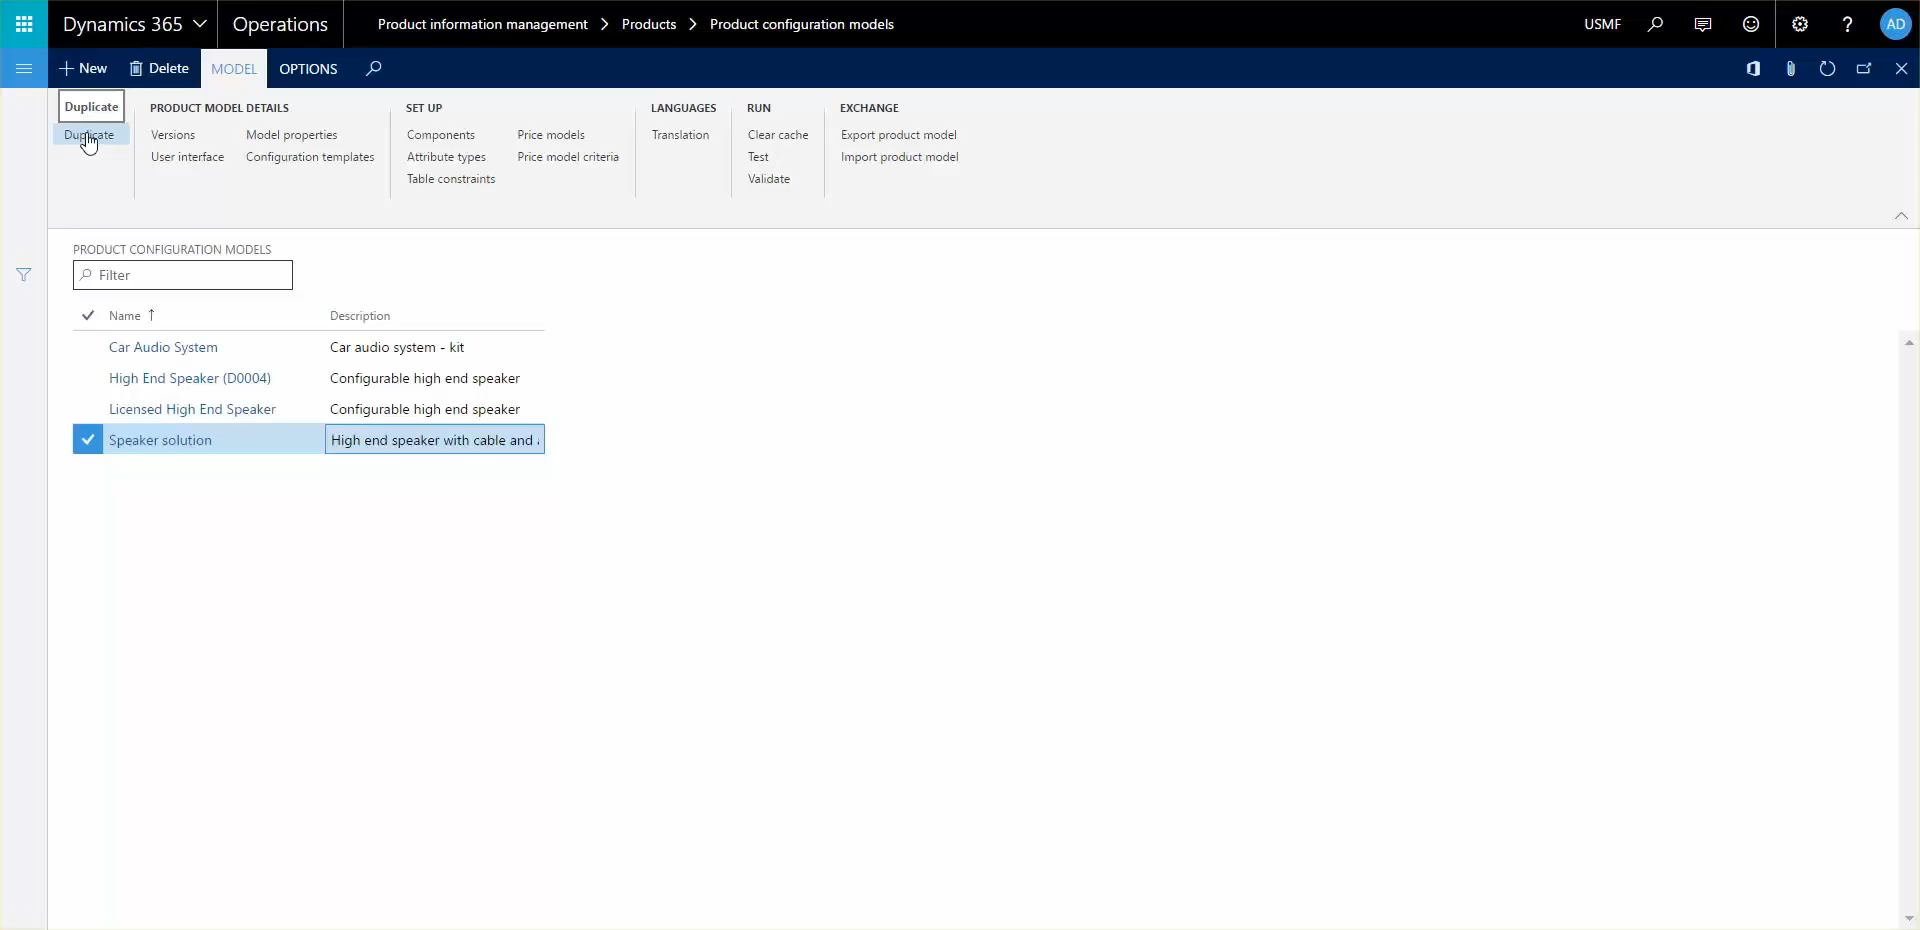 Dynamics 365 Operations Product information management > Products > Product configuration models USMF ? AD
+ New Delete MODEL OPTIONS
Duplicate PRODUCT MODEL DETAILS SET UP LANGUAGES RUN EXCHANGE
Duplicate Versions Model properties Components Price models Translation Clear cache Export product model
User interface Configuration templates Attribute types Price model criteria Test Import product model
Table constraints Validate
PRODUCT CONFIGURATION MODELS
Filter
Name ↑ Description
Car Audio System Car audio system - kit
High End Speaker (D0004) Configurable high end speaker
Licensed High End Speaker Configurable high end speaker
Speaker solution High end speaker with cable and